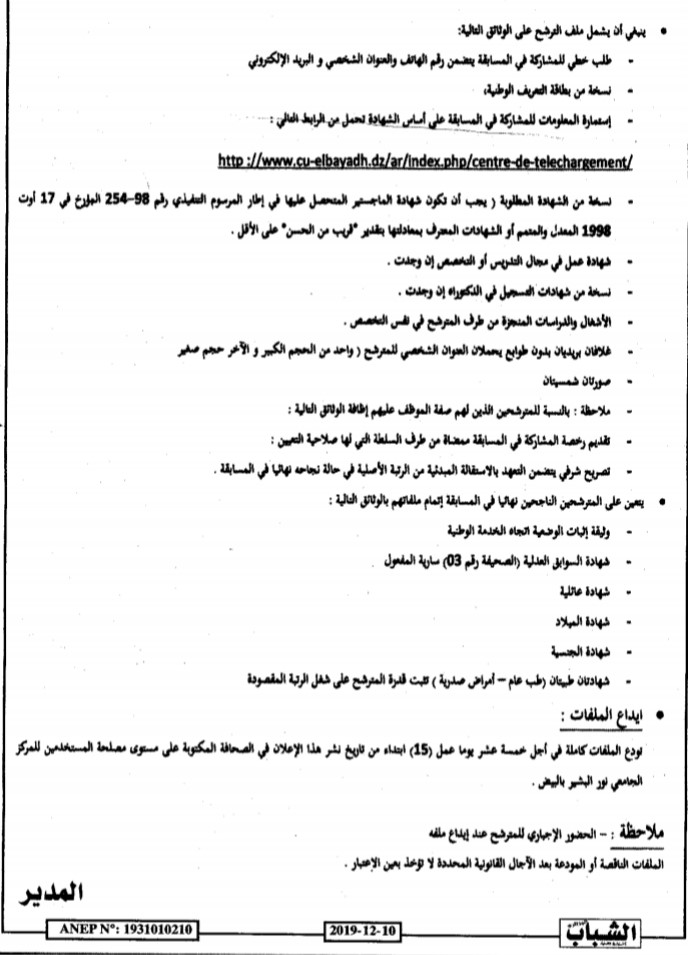 • ينبغي أن يشمل ملف الترشح على الوثائق التالية:
- طلب خطي للمشاركة في المسابقة يتضمن رقم الهاتف والعنوان الشخصي و البريد الإلكتروني
- نسخة من بطاقة التعريف الوطنية،
- إستمارة المعلومات للمشاركة في المسابقة على أساس الشهادة تحمل من الرابط التالي :
http ://www.cu-elbayadh.dz/ar/index.php/centre-de-telechargement/
- نسخة من الشهادة المطلوبة ( يجب أن تكون شهادة الماجستير المتحصل عليها في إطار المرسوم التنفيذي رقم 98-254 المؤرخ في 17 أوت
1998 المعدل والمتمم أو الشهادات المعترف بمعادلتها بتقدير "قريب من الحسن" على الأقل .
- شهادة عمل في مجال التدريس أو التخصص إن وجدت .
- نسخة من شهادات التسجيل في الدكتوراه إن وجدت .
- الأشغال والدراسات المنجزة من طرف المترشح في نفس التخصص .
- غلافان بريديان بدون طوابع يحملان العنوان الشخصي للمترشح ( واحد من الحجم الكبير و الآخر حجم صغير
- صورتان شمسيتان
- ملاحظة : بالنسبة للمترشحين الذين لهم صفة الموظف عليهم إظافة الوثائق التالية :
- تقديم رخصة المشاركة في المسابقة ممضاة من طرف السلطة التي لها صلاحية التعيين :
- تصريح شرفي يتضمن التعهد بالاستقالة المبدئية من الرتبة الأصلية في حالة نجاحه نهائيا في المسابقة .
• يتعين على المترشحين الناجحين نهائيا في المسابقة إتمام ملفاتهم بالوثائق التالية :
- وثيقة إثبات الوضعية اتجاه الخدمة الوطنية
- شهادة السوابق العدلية (الصحيفة رقم 03) سارية المفعول
- شهادة عائلية
- شهادة الميلاد
- شهادة الجنسية
- شهادتان طبيتان (طب عام – أمراض صدرية ) تثبت قدرة المترشح على شغل الرتبة المقصودة
• ايداع الملفات :
تودع الملفات كاملة في أجل خمسة عشر يوما عمل (15) ابتداء من تاريخ نشر هذا الإعلان في الصحافة المكتوبة على مستوى مصلحة المستخدمين للمركز
الجامعي نور البشير بالبيض .
ملاحظة : - الحضور الإجباري للمترشح عند إيداع ملفه
الملفات الناقصة أو المودعة بعد الآجال القانونية المحددة لا تؤخذ بعين الإعتبار .
المدير
الشباب
2019-12-10
ANEP N°: 1931010210